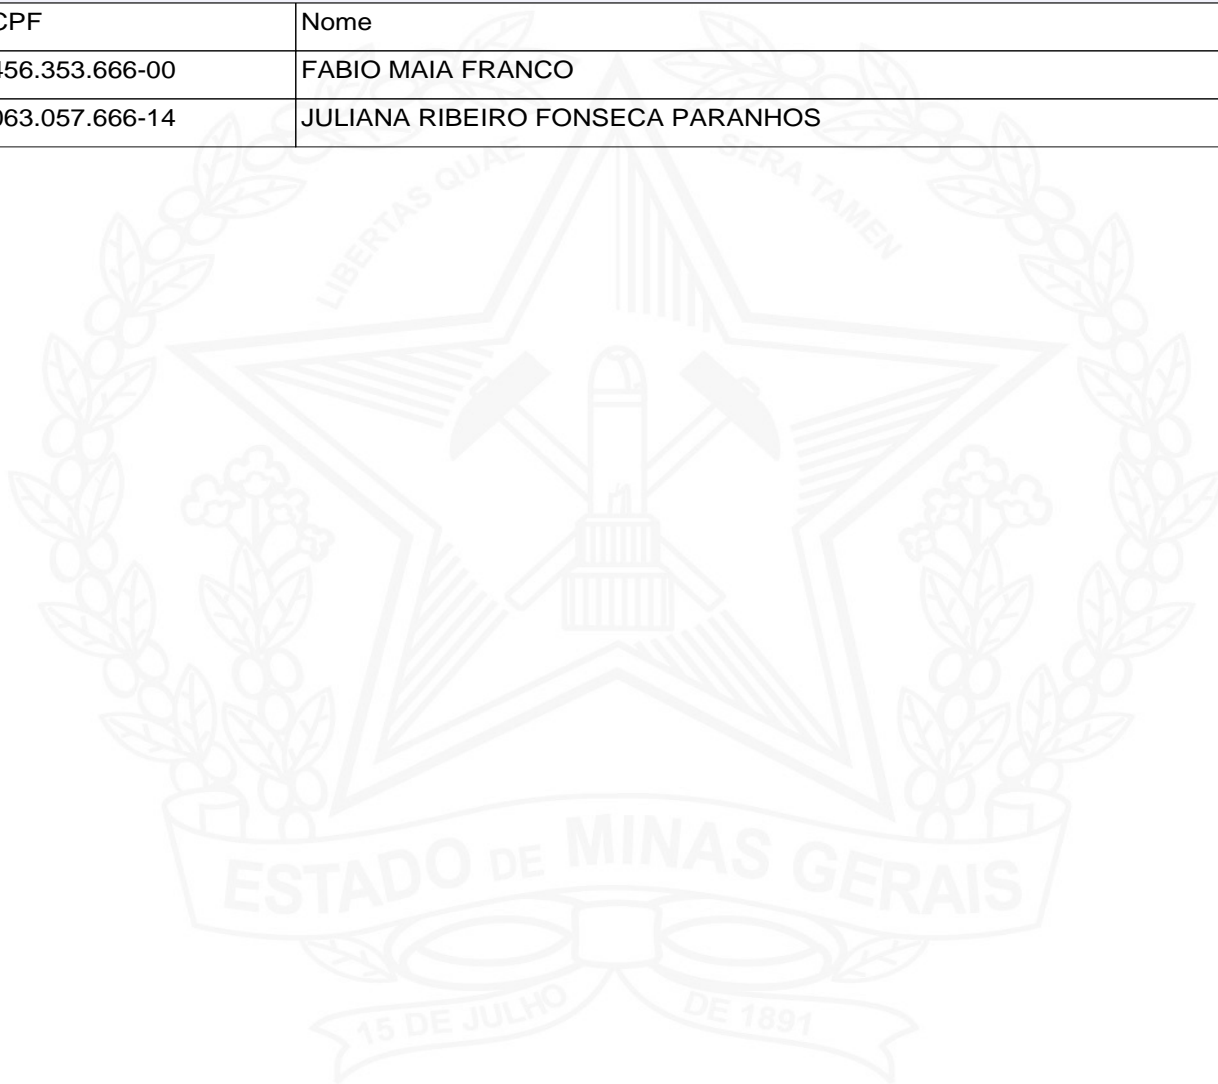 CPF Nome
456.353.666-00 FABIO MAIA FRANCO
063.057.666-14 JULIANA RIBEIRO FONSECA PARANHOS
LIBERTAS QUAE SERA TAMEN
ESTADO DE MINAS GERAIS
15 DE JULHO DE 1891